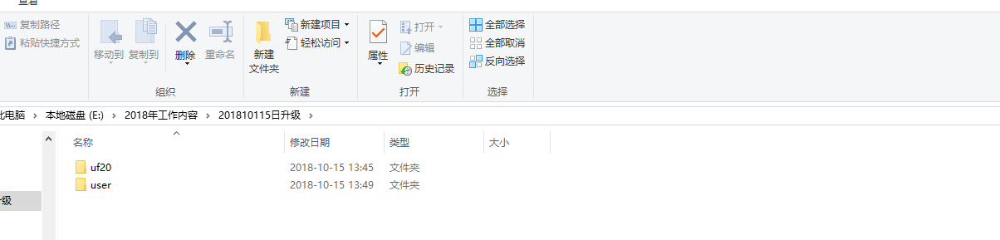 查看
复制路径
粘贴快捷方式
移动到
复制到
删除
重命名
组织
新建
文件夹
新建项目
轻松访问
新建
属性
打开
编辑
历史记录
打开
全部选择
全部取消
反向选择
选择
此电脑 本地磁盘 (E:) 2018年工作内容 201810115日升级
名称 修改日期 类型 大小
uf20 2018-10-15 13:45 文件夹
user 2018-10-15 13:49 文件夹
升级